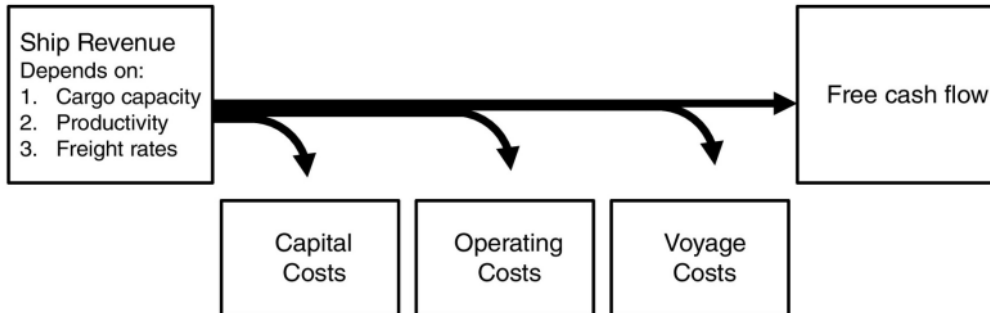 Ship Revenue
Depends on:
1. Cargo capacity
2. Productivity
3. Freight rates
Free cash flow
Capital
Costs
Operating
Costs
Voyage
Costs